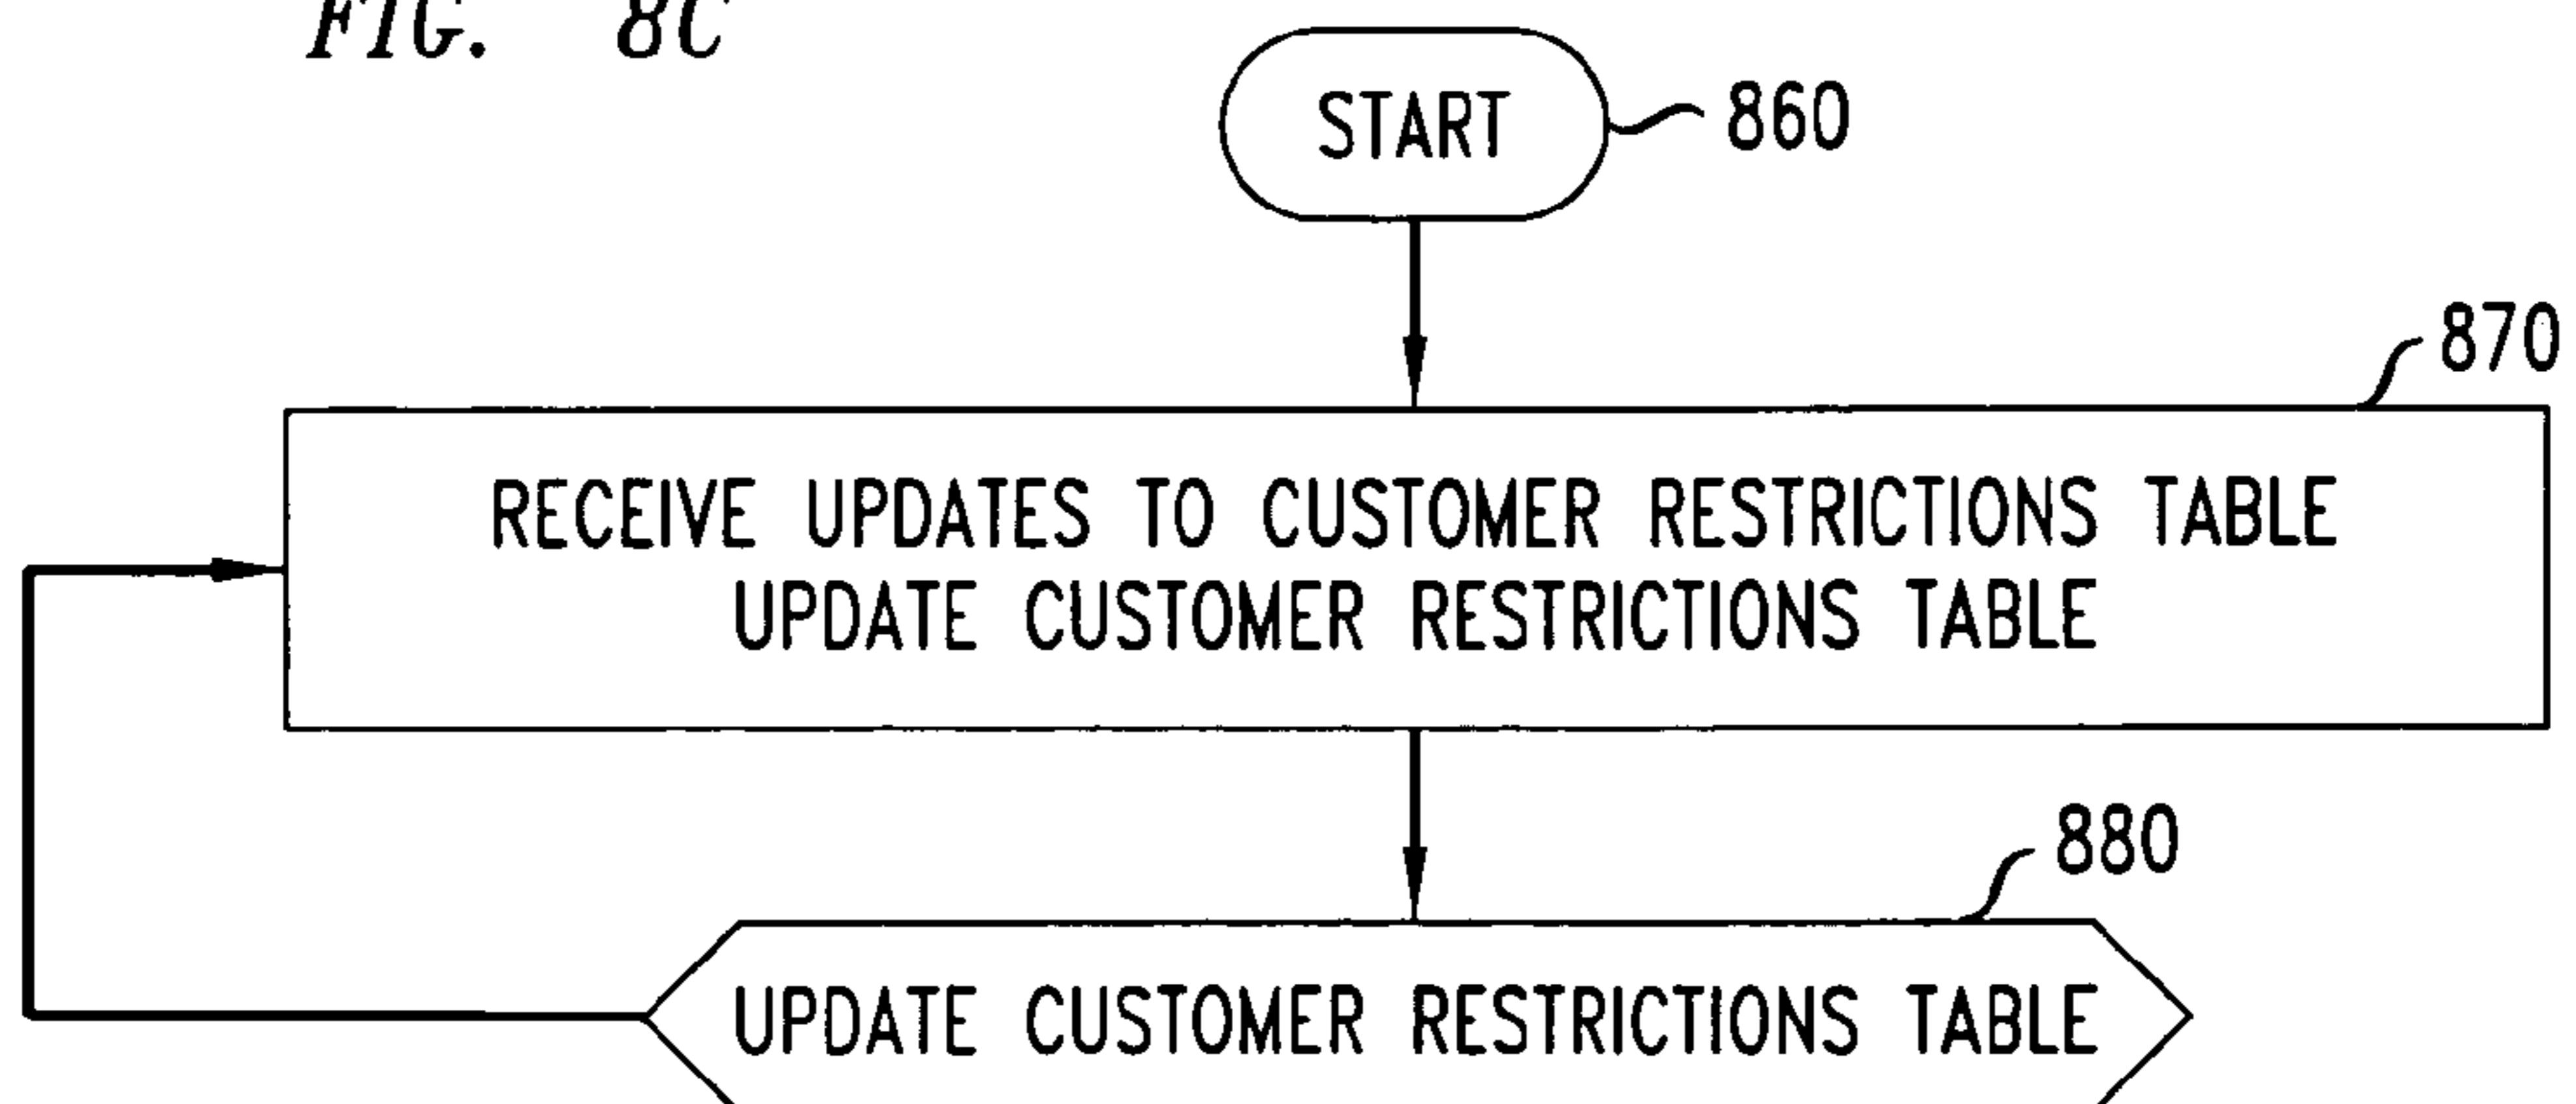 FIG. 8C
START
860
870
RECEIVE UPDATES TO CUSTOMER RESTRICTIONS TABLE
UPDATE CUSTOMER RESTRICTIONS TABLE
880
UPDATE CUSTOMER RESTRICTIONS TABLE